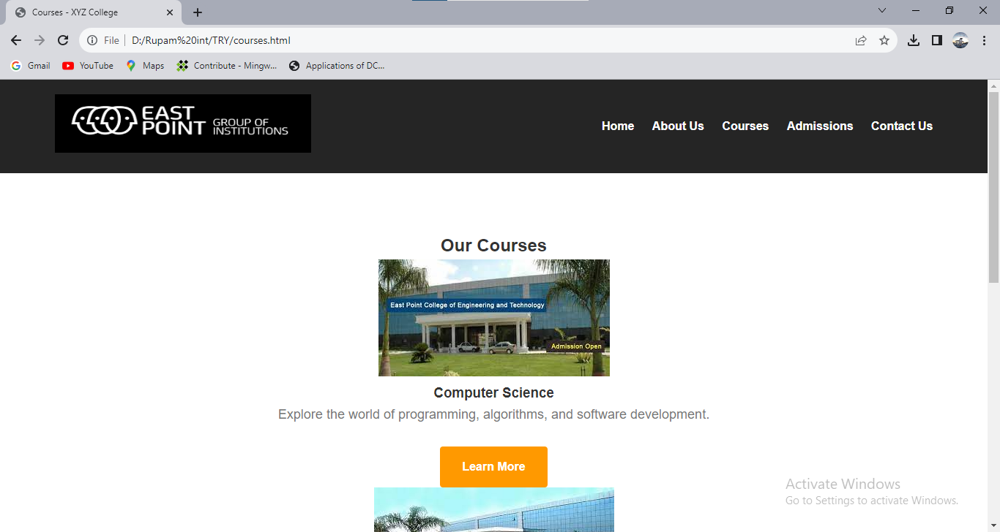 Courses - XYZ College
File
D:/Rupam%20int/TRY/courses.html
Gmail
YouTube
Maps
Contribute - Mingw...
Applications of DC...
EAST
POINT
GROUP OF
INSTITUTIONS
Home
About Us
Courses
Admissions
Contact Us
Our Courses
East Point College of Engineering and Technology
Admission Open
Computer Science
Explore the world of programming, algorithms, and software development.
Learn More
Activate Windows
Go to Settings to activate Windows.